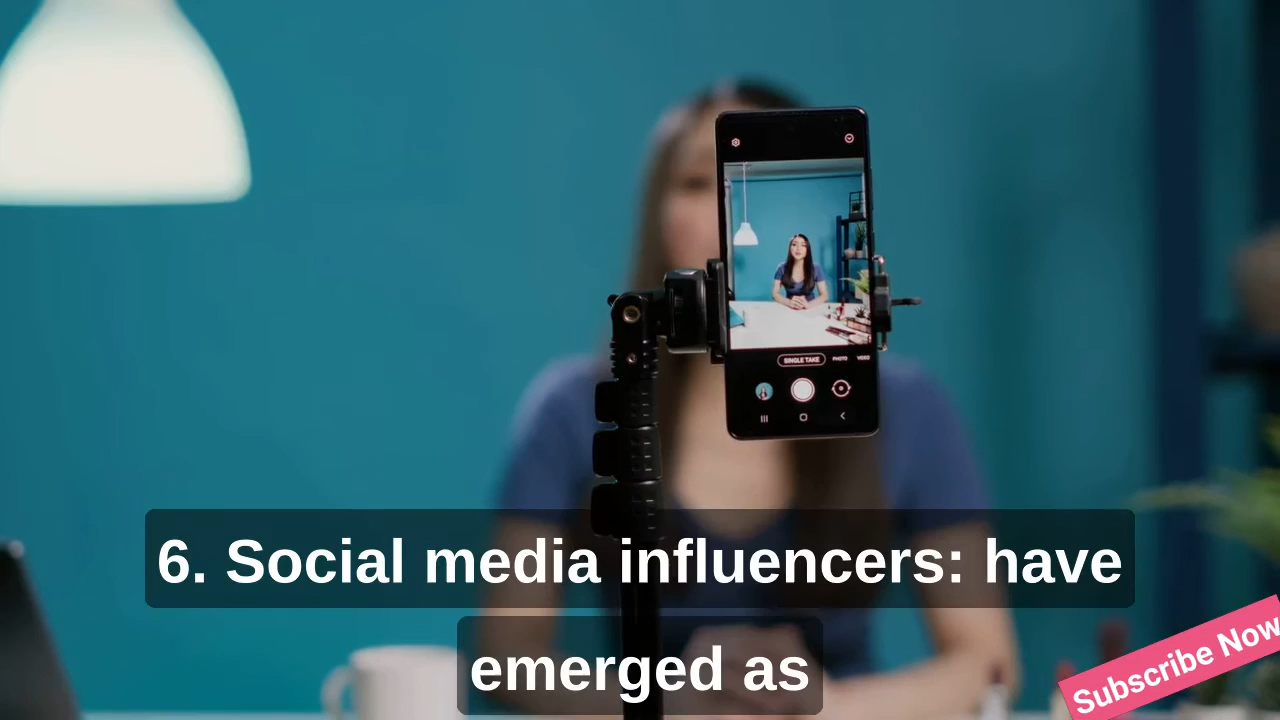 SINGLE TAKE PHOTO VIDEO
6. Social media influencers: have
emerged as
Subscribe Now